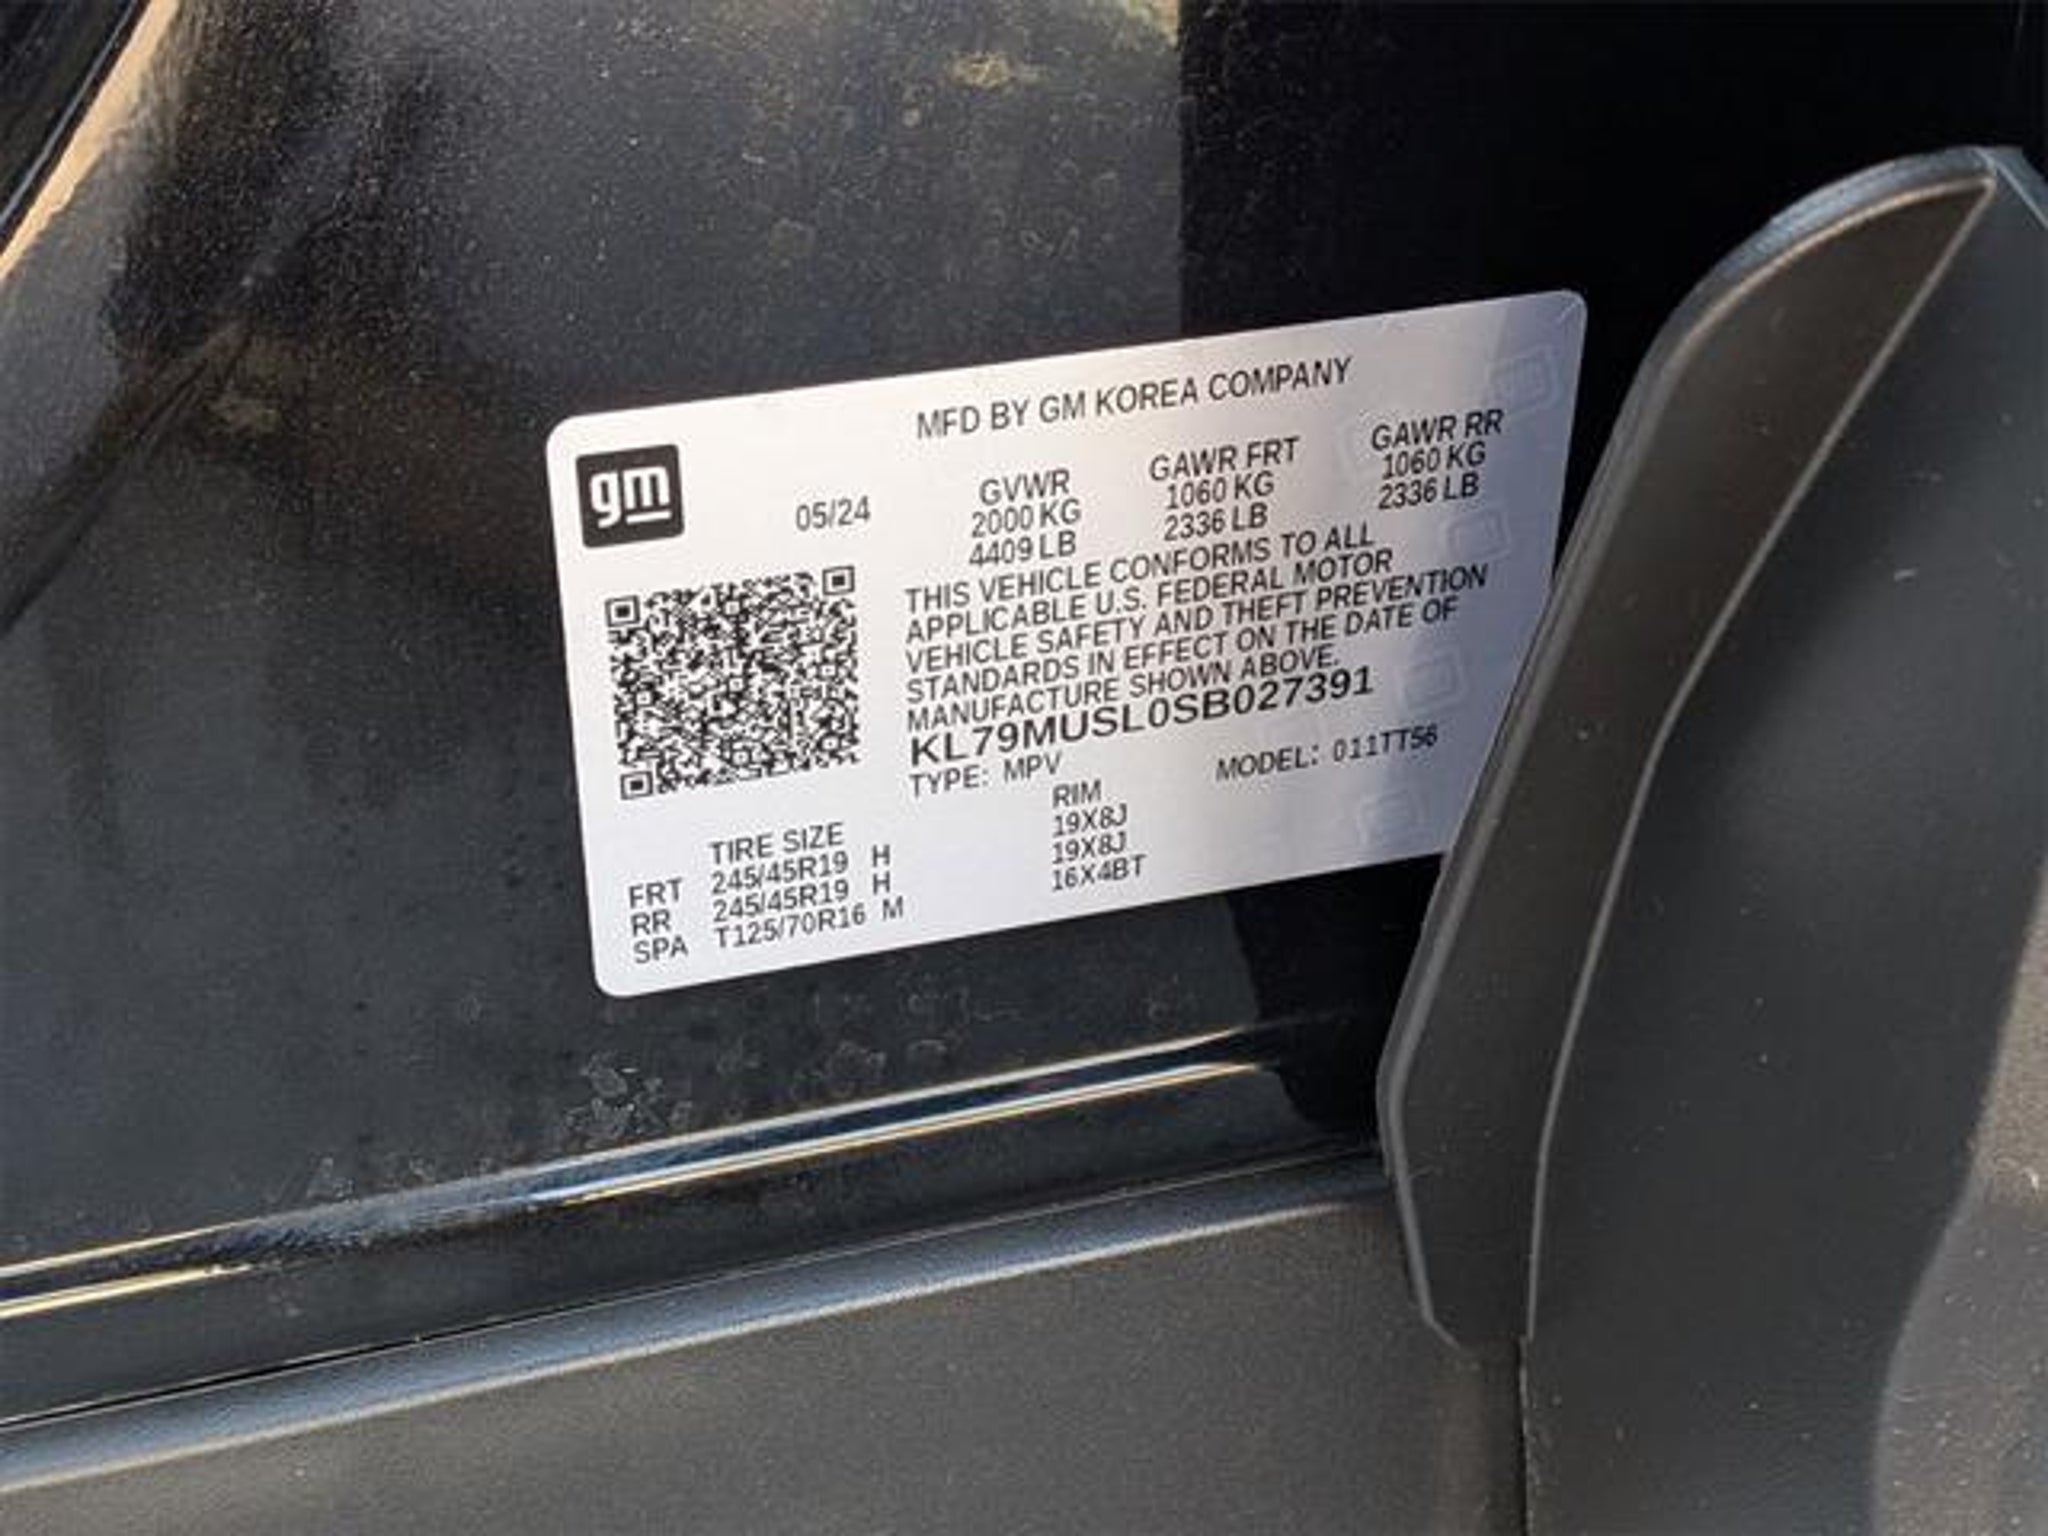 MFD BY GM KOREA COMPANY
gm
05/24
GVWR GAWR FRT GAWR RR
2000 KG 1060 KG 1060 KG
4409 LB 2336 LB 2336 LB
THIS VEHICLE CONFORMS TO ALL
APPLICABLE U.S. FEDERAL MOTOR
VEHICLE SAFETY AND THEFT PREVENTION
STANDARDS IN EFFECT ON THE DATE OF
MANUFACTURE SHOWN ABOVE.
KL79MUSL0SB027391
TYPE: MPV MODEL: 011TT56
TIRE SIZE RIM
FRT 245/45R19 H 19X8J
RR 245/45R19 H 19X8J
SPA T125/70R16 M 16X4BT